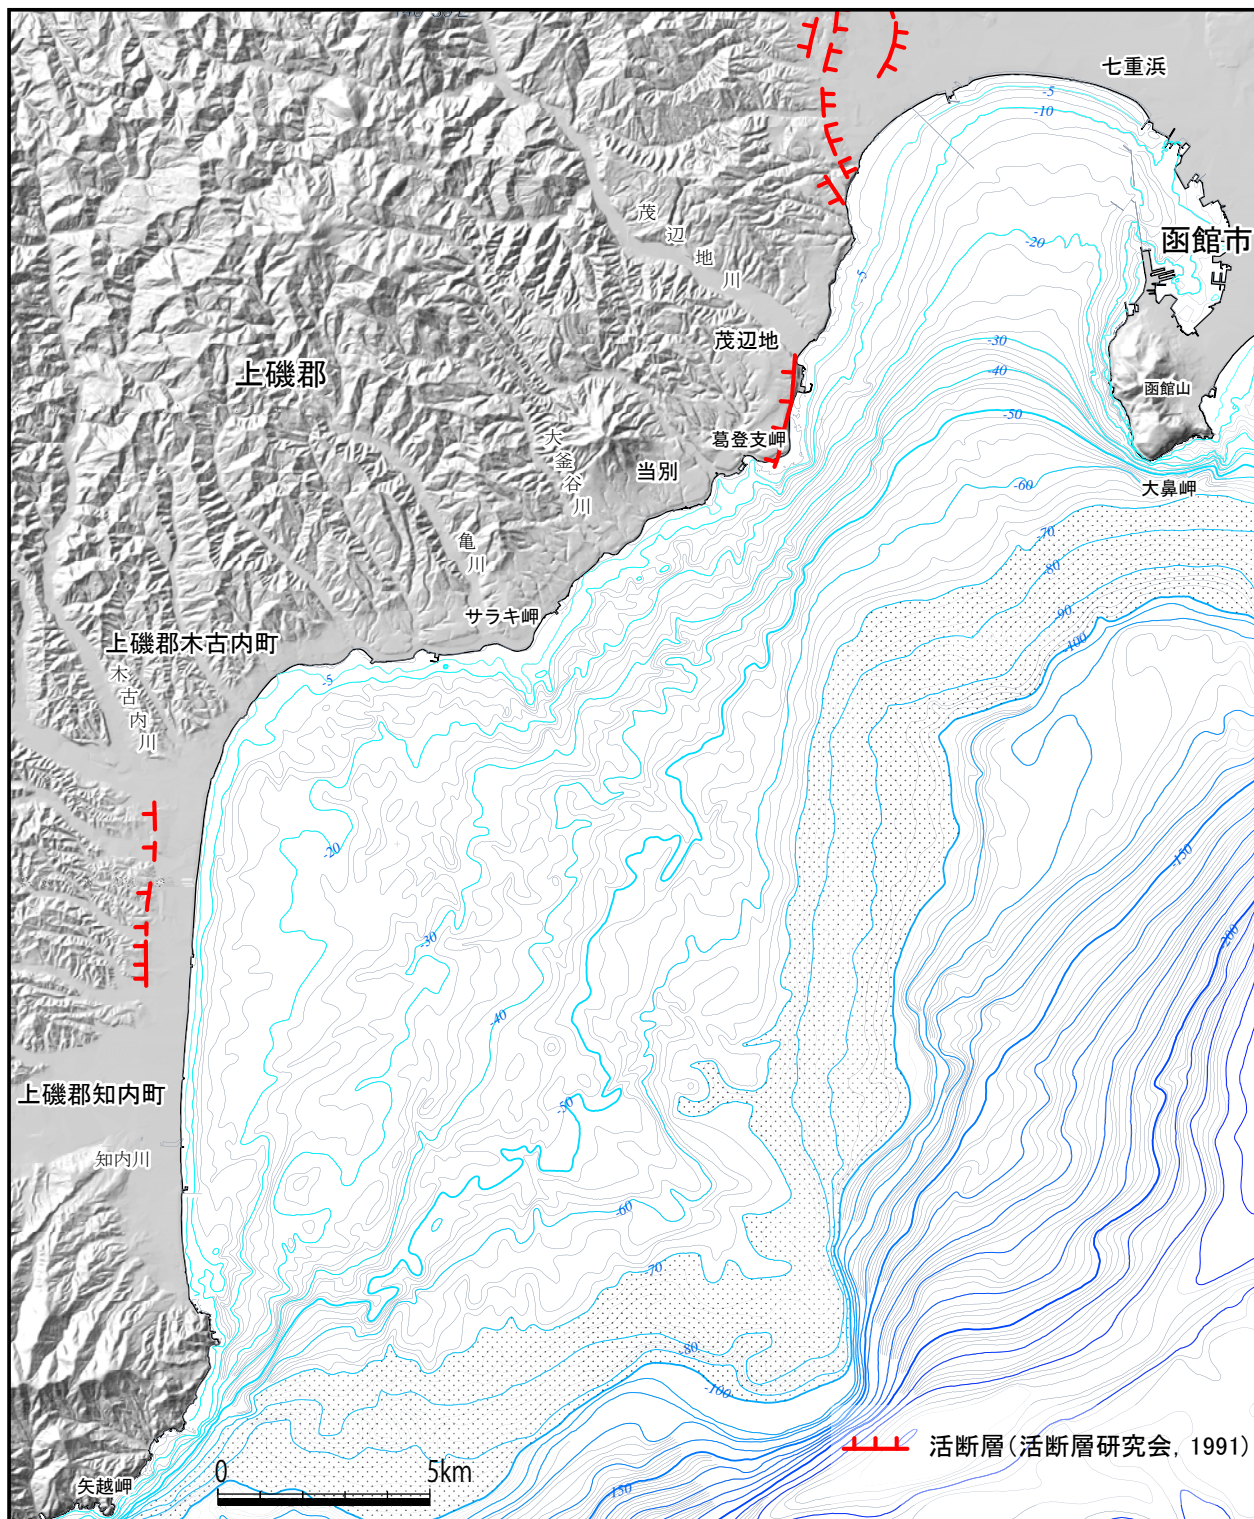 七重浜
-5
-10
函館市
-20
茂辺地川
-5
茂辺地
-30
上磯郡
-40
函館山
-50
葛登支岬
大釜谷川
当別
-60
大鼻岬
-70
亀川
-80
サラキ岬
-90
上磯郡木古内町
-100
木古内川
-5
-20
-150
-30
-200
-40
上磯郡知内町
-50
知内川
-60
-70
-80
-100
活断層(活断層研究会, 1991)
0 5km
矢越岬
-150